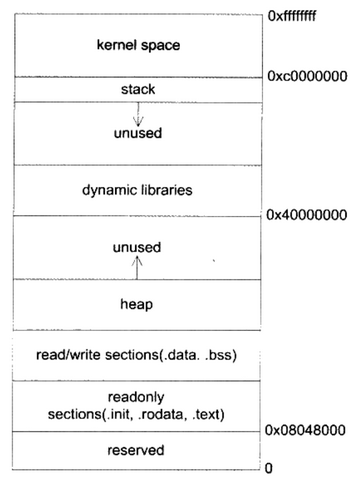 0xffffffff
kernel space
0xc0000000
stack
unused
dynamic libraries
0x40000000
unused
heap
read/write sections(.data. .bss)
readonly
sections(.init, .rodata, .text)
0x08048000
reserved
0